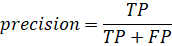 precision = TP / TP + FP